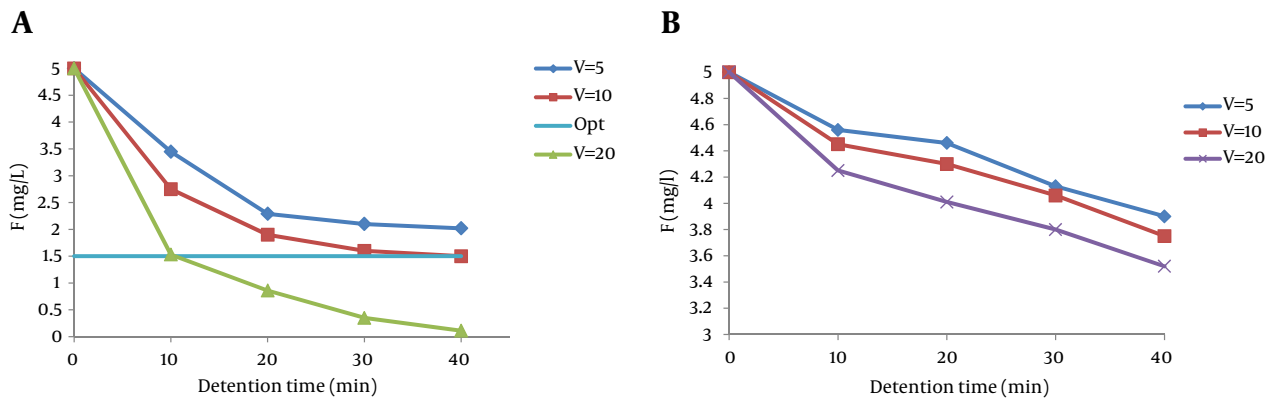 A
F (mg/L)
5
4.5
4
3.5
3
2.5
2
1.5
1
0.5
0
0 10 20 30 40
Detention time (min)
V=5
V=10
Opt
V=20
B
F (mg/l)
5
4.8
4.6
4.4
4.2
4
3.8
3.6
3.4
3.2
3
0 10 20 30 40
Detention time (min)
V=5
V=10
V=20